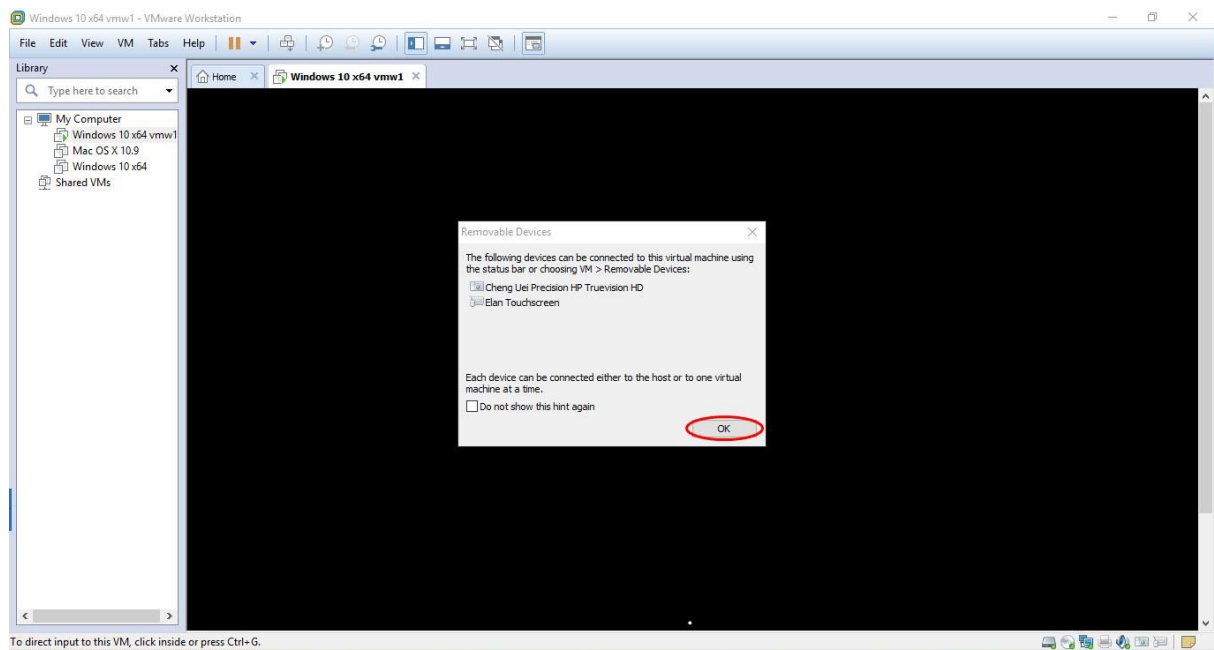 Windows 10 x64 vmw1 - VMware Workstation
File Edit View VM Tabs Help
Library
Home
Windows 10 x64 vmw1
Type here to search
My Computer
Windows 10 x64 vmw1
Mac OS X 10.9
Windows 10 x64
Shared VMs
Removable Devices
The following devices can be connected to this virtual machine using
the status bar or choosing VM > Removable Devices:
Cheng Uei Precision HP Truevision HD
Elan Touchscreen
Each device can be connected either to the host or to one virtual
machine at a time.
Do not show this hint again
OK
To direct input to this VM, click inside or press Ctrl+G.